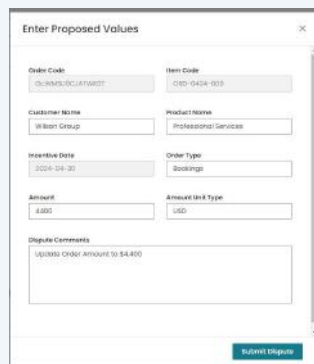 Enter Proposed Values
Order Code
Item Code
Customer Name
Product Name
Wilson Group
Professional Services
Incentive Date
Order Type
2024-04-30
Bookings
Amount
Amount Unit Type
USD
Dispute Comments
Update Order Amount to $4,400
Submit Dispute